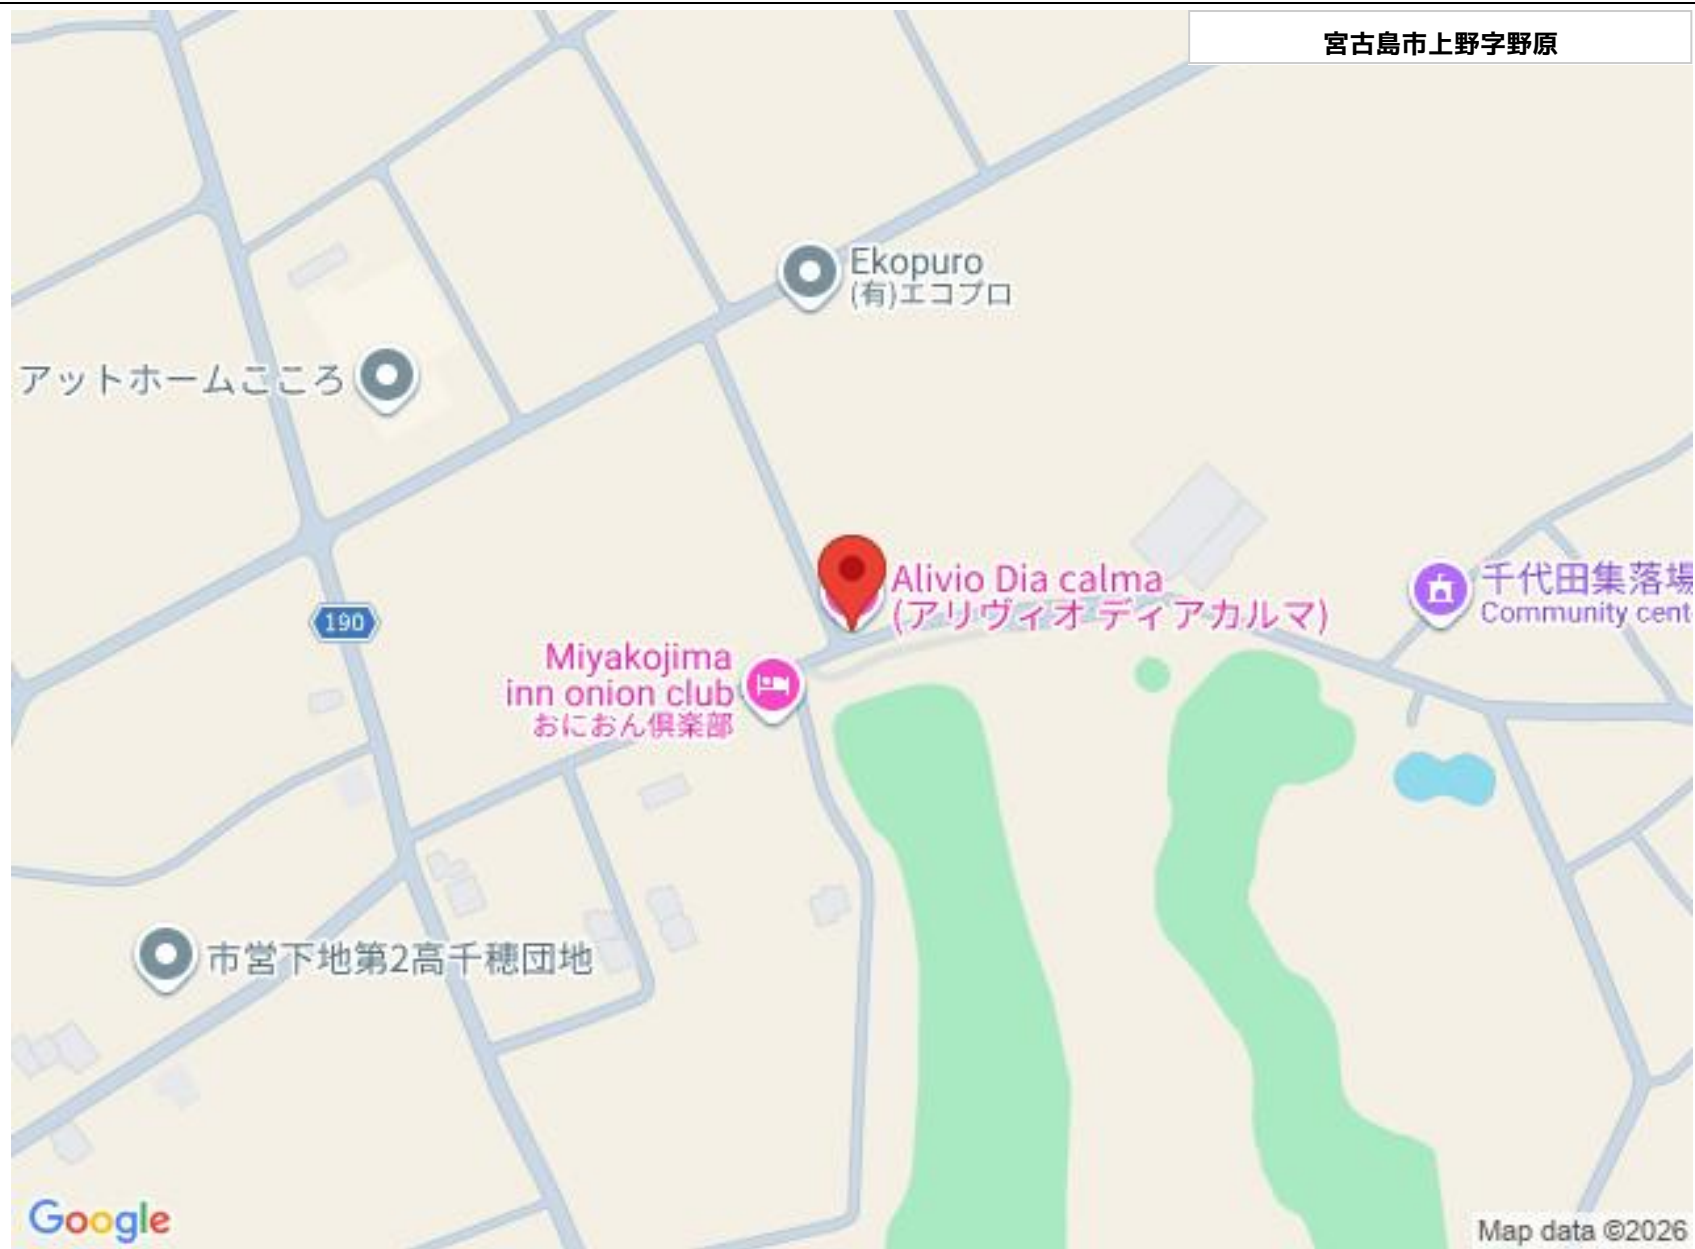 宮古島市上野字野原
Ekopuro
(有)エコプロ
アットホームこころ
Alivio Dia calma
(アリヴィオ ディアカルマ)
千代田集落場
Community cent
190
Miyakojima
inn onion club
おにおん倶楽部
市営下地第2高千穂団地
Google
Map data ©2026